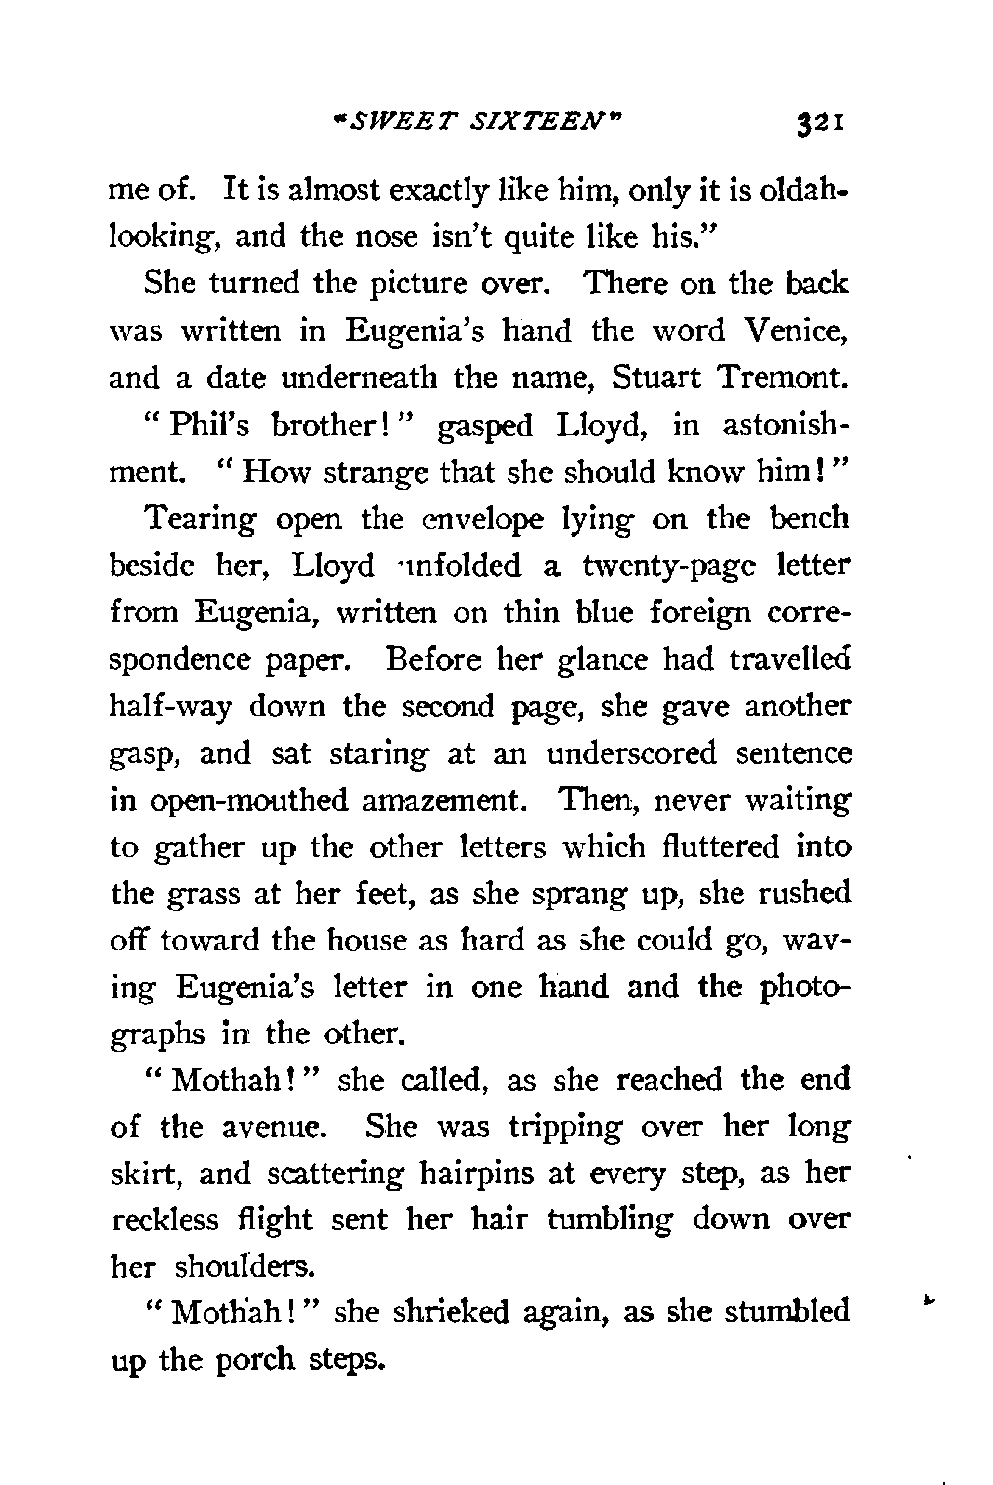 "SWEET SIXTEEN" 321
me of. It is almost exactly like him, only it is oldah-
looking, and the nose isn't quite like his."
She turned the picture over. There on the back
was written in Eugenia's hand the word Venice,
and a date underneath the name, Stuart Tremont.
"Phil's brother!" gasped Lloyd, in astonish-
ment. "How strange that she should know him!"
Tearing open the envelope lying on the bench
beside her, Lloyd unfolded a twenty-page letter
from Eugenia, written on thin blue foreign corre-
spondence paper. Before her glance had travelled
half-way down the second page, she gave another
gasp, and sat staring at an underscored sentence
in open-mouthed amazement. Then, never waiting
to gather up the other letters which fluttered into
the grass at her feet, as she sprang up, she rushed
off toward the house as hard as she could go, wav-
ing Eugenia's letter in one hand and the photo-
graphs in the other.
"Mothah!" she called, as she reached the end
of the avenue. She was tripping over her long
skirt, and scattering hairpins at every step, as her
reckless flight sent her hair tumbling down over
her shoulders.
"Mothah!" she shrieked again, as she stumbled
up the porch steps.